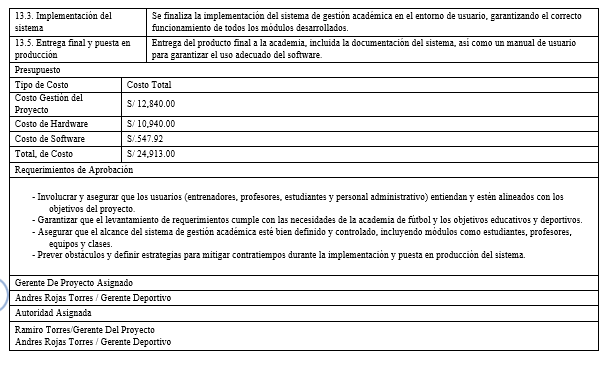 13.3. Implementación del
sistema
Se finaliza la implementación del sistema de gestión académica en el entorno de usuario, garantizando el correcto
funcionamiento de todos los módulos desarrollados.
13.5. Entrega final y puesta en
producción
Entrega del producto final a la academia, incluida la documentación del sistema, así como un manual de usuario
para garantizar el uso adecuado del software.
Presupuesto
Tipo de Costo
Costo Total
Costo Gestión del
Proyecto
S/ 12,840.00
Costo de Hardware
S/ 10,940.00
Costo de Software
S/.547.92
Total, de Costo
S/ 24,913.00
Requerimientos de Aprobación
- Involucrar y asegurar que los usuarios (entrenadores, profesores, estudiantes y personal administrativo) entiendan y estén alineados con los
objetivos del proyecto.
- Garantizar que el levantamiento de requerimientos cumple con las necesidades de la academia de fútbol y los objetivos educativos y deportivos.
- Asegurar que el alcance del sistema de gestión académica esté bien definido y controlado, incluyendo módulos como estudiantes, profesores,
equipos y clases.
- Prever obstáculos y definir estrategias para mitigar contratiempos durante la implementación y puesta en producción del sistema.
Gerente De Proyecto Asignado
Andres Rojas Torres / Gerente Deportivo
Autoridad Asignada
Ramiro Torres/Gerente Del Proyecto
Andres Rojas Torres / Gerente Deportivo